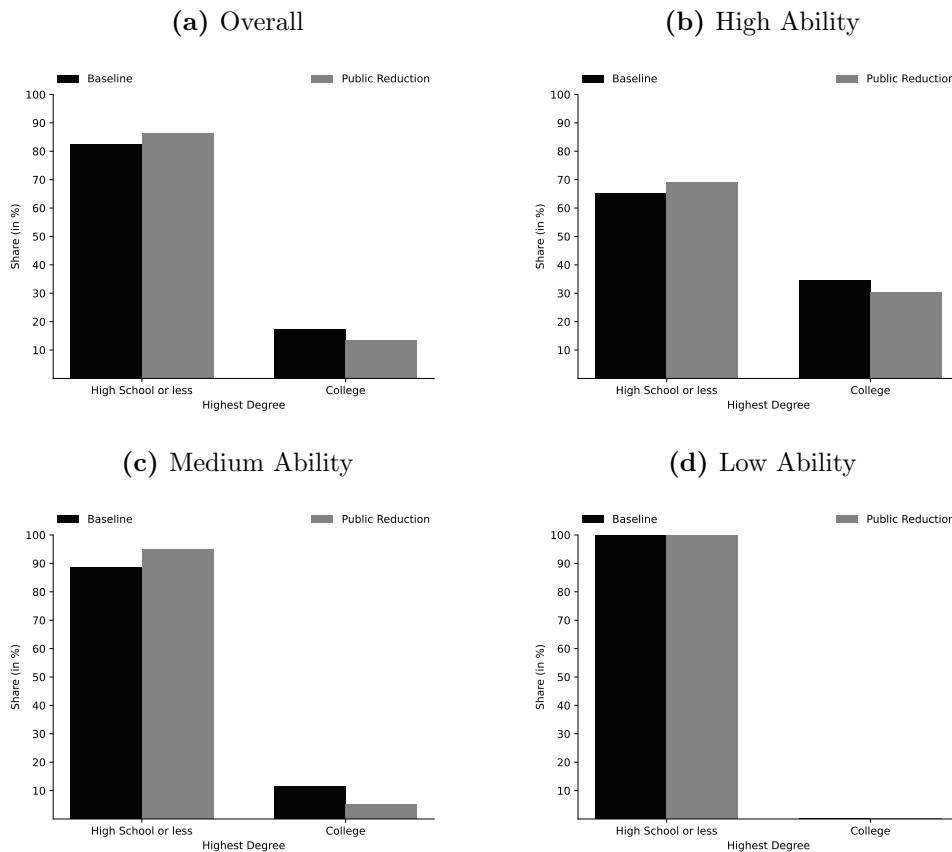 (a) Overall
Baseline
Public Reduction
100
90
80
70
60
50
40
30
20
10
Share (in %)
High School or less
College
Highest Degree
(b) High Ability
Baseline
Public Reduction
100
90
80
70
60
50
40
30
20
10
Share (in %)
High School or less
College
Highest Degree
(c) Medium Ability
Baseline
Public Reduction
100
90
80
70
60
50
40
30
20
10
Share (in %)
High School or less
College
Highest Degree
(d) Low Ability
Baseline
Public Reduction
100
90
80
70
60
50
40
30
20
10
Share (in %)
High School or less
College
Highest Degree